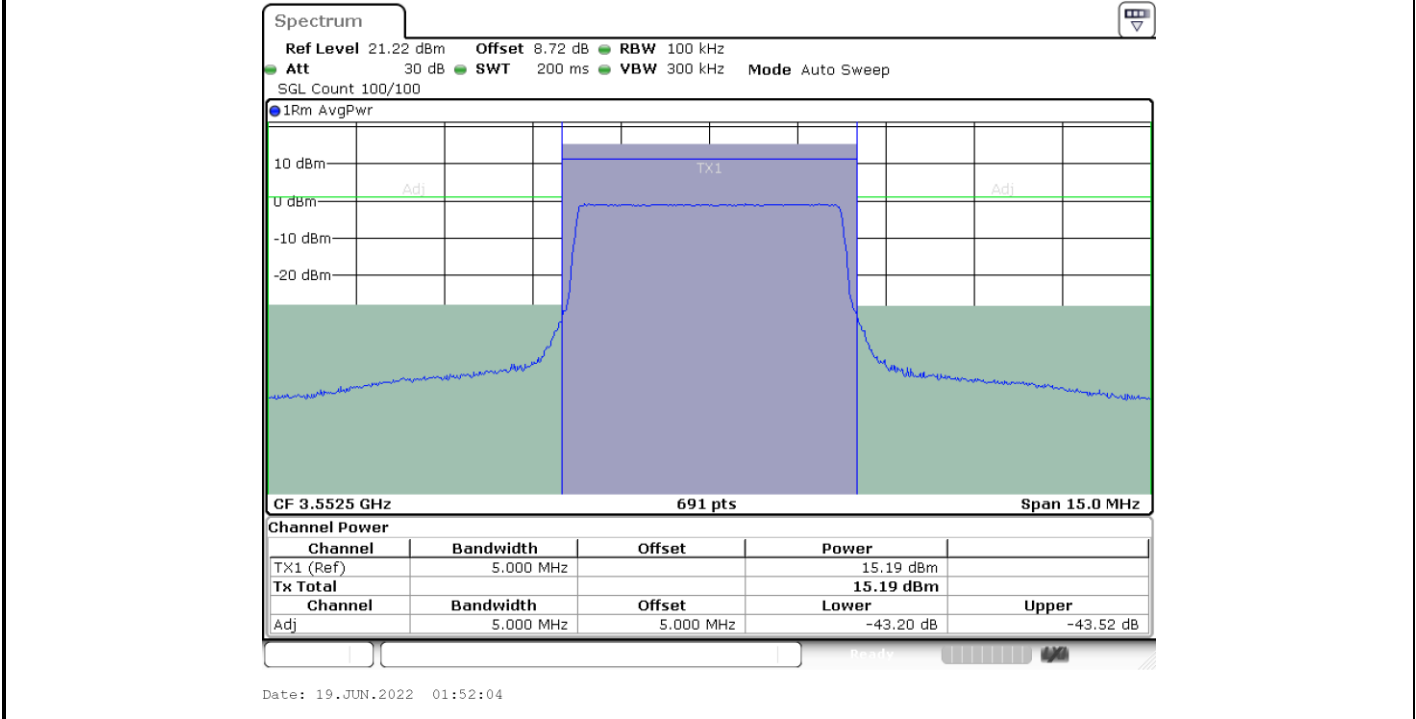 Spectrum
Ref Level 21.22 dBm Offset 8.72 dB RBW 100 kHz
Att 30 dB SWT 200 ms VBW 300 kHz Mode Auto Sweep
SGL Count 100/100
1Rm AvgPwr
10 dBm
TX1
Adj Adj
0 dBm
-10 dBm
-20 dBm
CF 3.5525 GHz 691 pts Span 15.0 MHz
Channel Power
Channel Bandwidth Offset Power
TX1 (Ref) 5.000 MHz 15.19 dBm
Tx Total 15.19 dBm
Channel Bandwidth Offset Lower Upper
Adj 5.000 MHz 5.000 MHz -43.20 dB -43.52 dB
Ready
Date: 19.JUN.2022 01:52:04